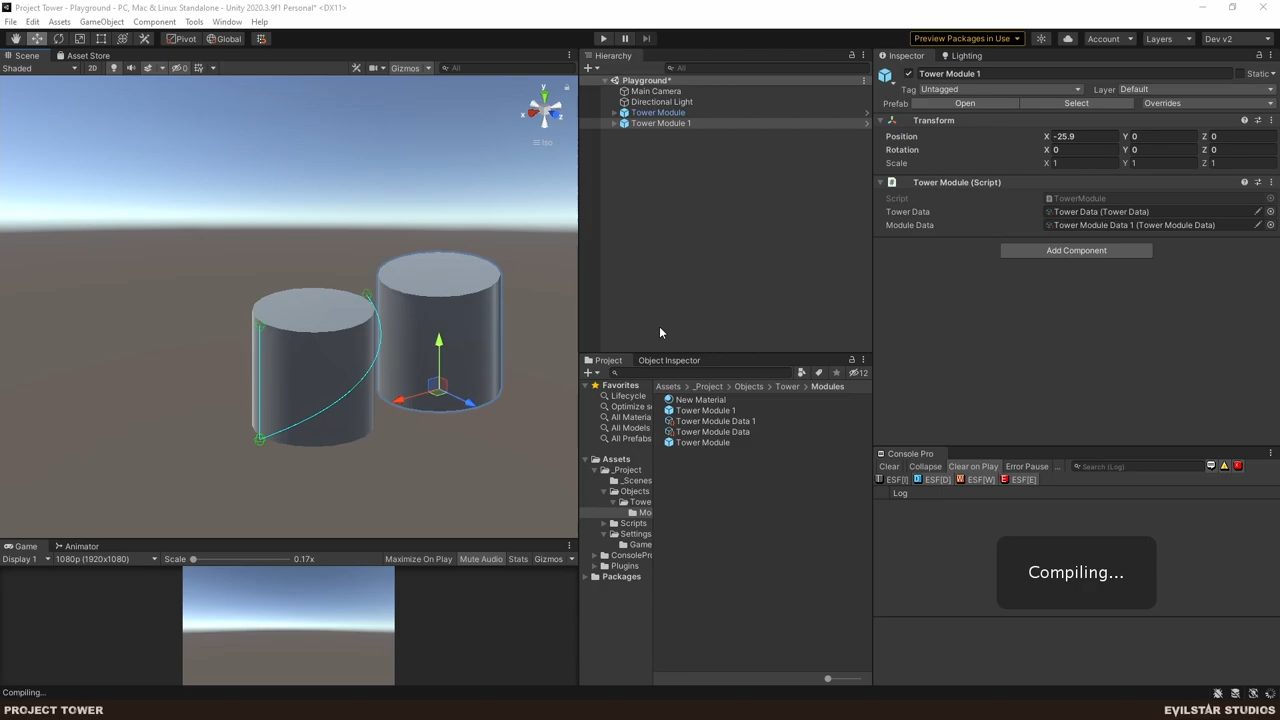 Project Tower - Playground - PC, Mac & Linux Standalone - Unity 2020.3.9f1 Personal* <DX11>
File Edit Assets GameObject Component Tools Window Help
Pivot Global Preview Packages in Use Account Layers Dev v2
Scene Asset Store
Shaded 2D 0 Gizmos All
y x z
Iso
Hierarchy
All
Playground*
Main Camera
Directional Light
Tower Module
Tower Module 1
Inspector Lighting
Tower Module 1 Static
Tag Untagged Layer Default
Prefab Open Select Overrides
Transform
Position X -25.9 Y 0 Z 0
Rotation X 0 Y 0 Z 0
Scale X 1 Y 1 Z 1
Tower Module (Script)
Script TowerModule
Tower Data Tower Data (Tower Data)
Module Data Tower Module Data 1 (Tower Module Data)
Add Component
Project Object Inspector
12
Favorites
Lifecycle
Optimize s
All Materia
All Models
All Prefabs
Assets
_Project
_Scenes
Objects
Towe
Mo
Scripts
Settings
Game
ConsolePro
Plugins
Packages
Assets > _Project > Objects > Tower > Modules
New Material
Tower Module 1
Tower Module Data 1
Tower Module Data
Tower Module
Console Pro
Clear Collapse Clear on Play Error Pause ... Search (Log)
ESF[I] ESF[D] ESF[W] ESF[E]
Log
Compiling...
Game Animator
Display 1 1080p (1920x1080) Scale 0.17x Maximize On Play Mute Audio Stats Gizmos
Compiling...
PROJECT TOWER
EVILSTAR STUDIOS